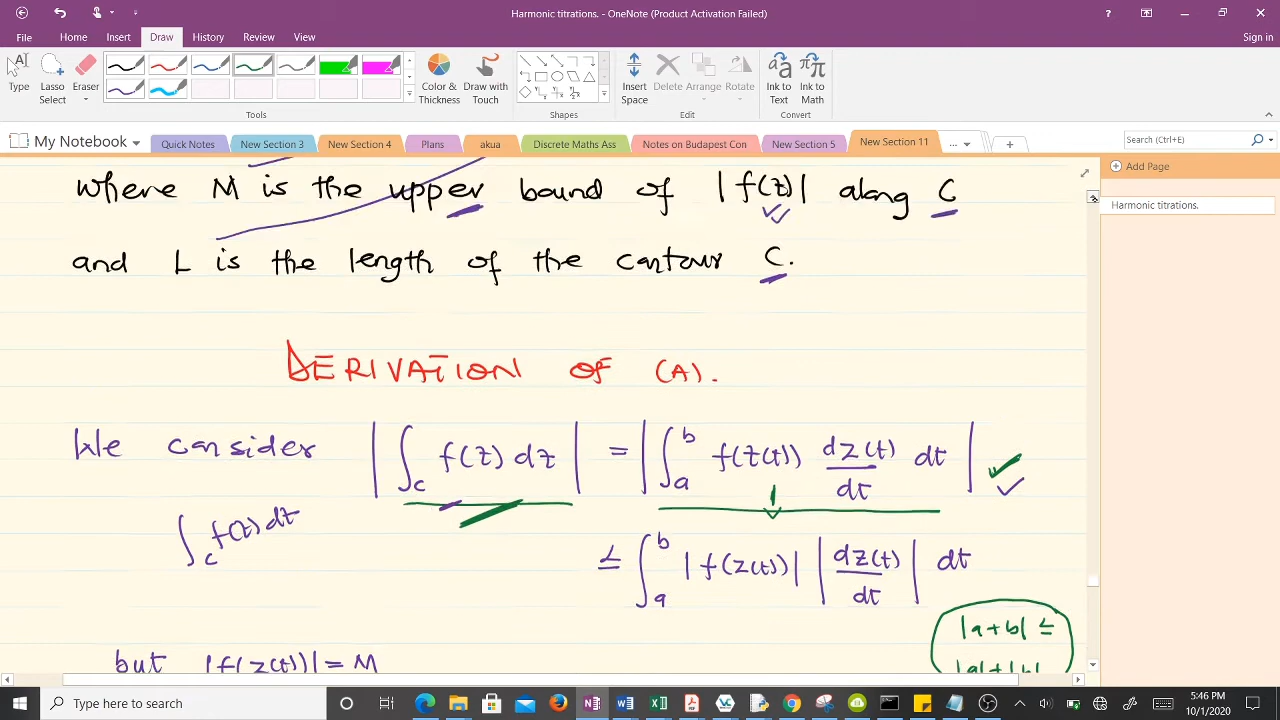 Harmonic titrations. - OneNote (Product Activation Failed)
File Home Insert Draw History Review View Sign in
Type Lasso Select Eraser Color & Thickness Draw with Touch Insert Space Delete Arrange Rotate Ink to Text Ink to Math
Tools Shapes Edit Convert
My Notebook Quick Notes New Section 3 New Section 4 Plans akua Discrete Maths Ass Notes on Budapest Con New Section 5 New Section 11 ... Search (Ctrl+E)
Add Page
Harmonic titrations.
where M is the upper bound of |f(z)| along C
and L is the length of the contour C.
DERIVATION OF (A).
We consider |∫_c f(z) dz| = |∫_a^b f(z(t)) dz(t)/dt dt|
∫_c f(t) dt
≤ ∫_a^b |f(z(t))| |dz(t)/dt| dt
|a+b| ≤
|a|+|b|
but |f(z(t))| = M
Type here to search
5:46 PM
10/1/2020